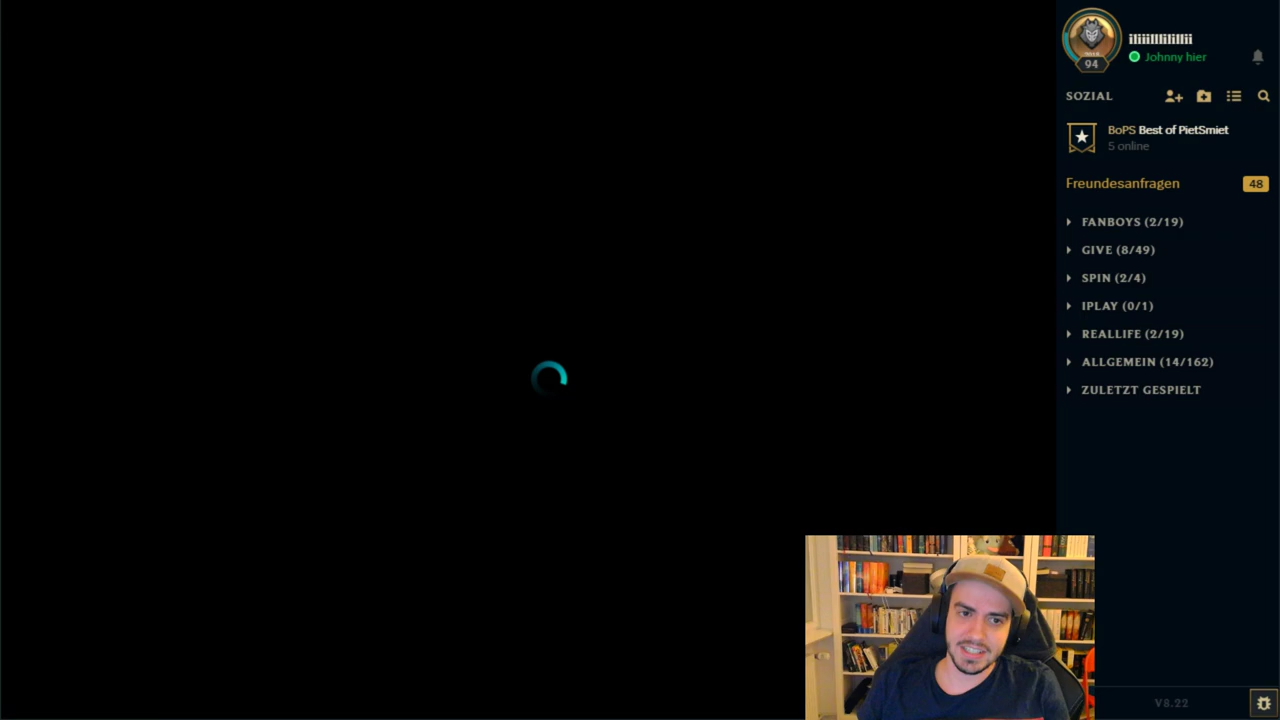 Johnny hier
94
SOZIAL
BoPS Best of PietSmiet
5 online
Freundesanfragen
48
FANBOYS (2/19)
GIVE (8/49)
SPIN (2/4)
IPLAY (0/1)
REALLIFE (2/19)
ALLGEMEIN (14/162)
ZULETZT GESPIELT
V8.22